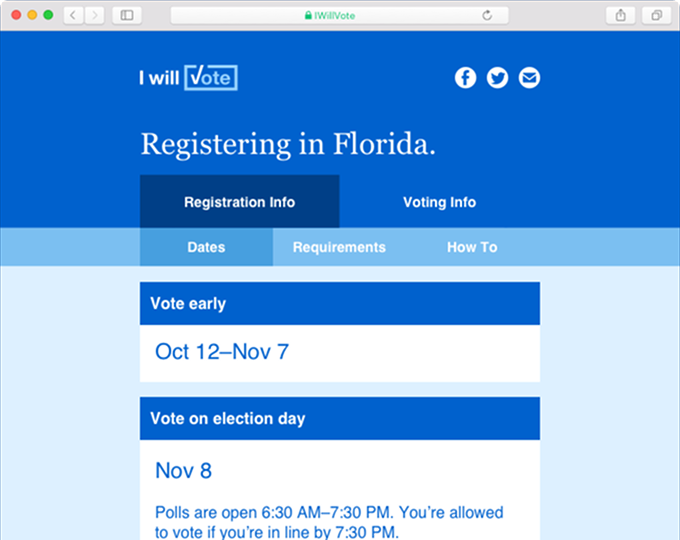 IWillVote
I will vote
Registering in Florida.
Registration Info Voting Info
Dates Requirements How To
Vote early
Oct 12–Nov 7
Vote on election day
Nov 8
Polls are open 6:30 AM–7:30 PM. You’re allowed
to vote if you’re in line by 7:30 PM.